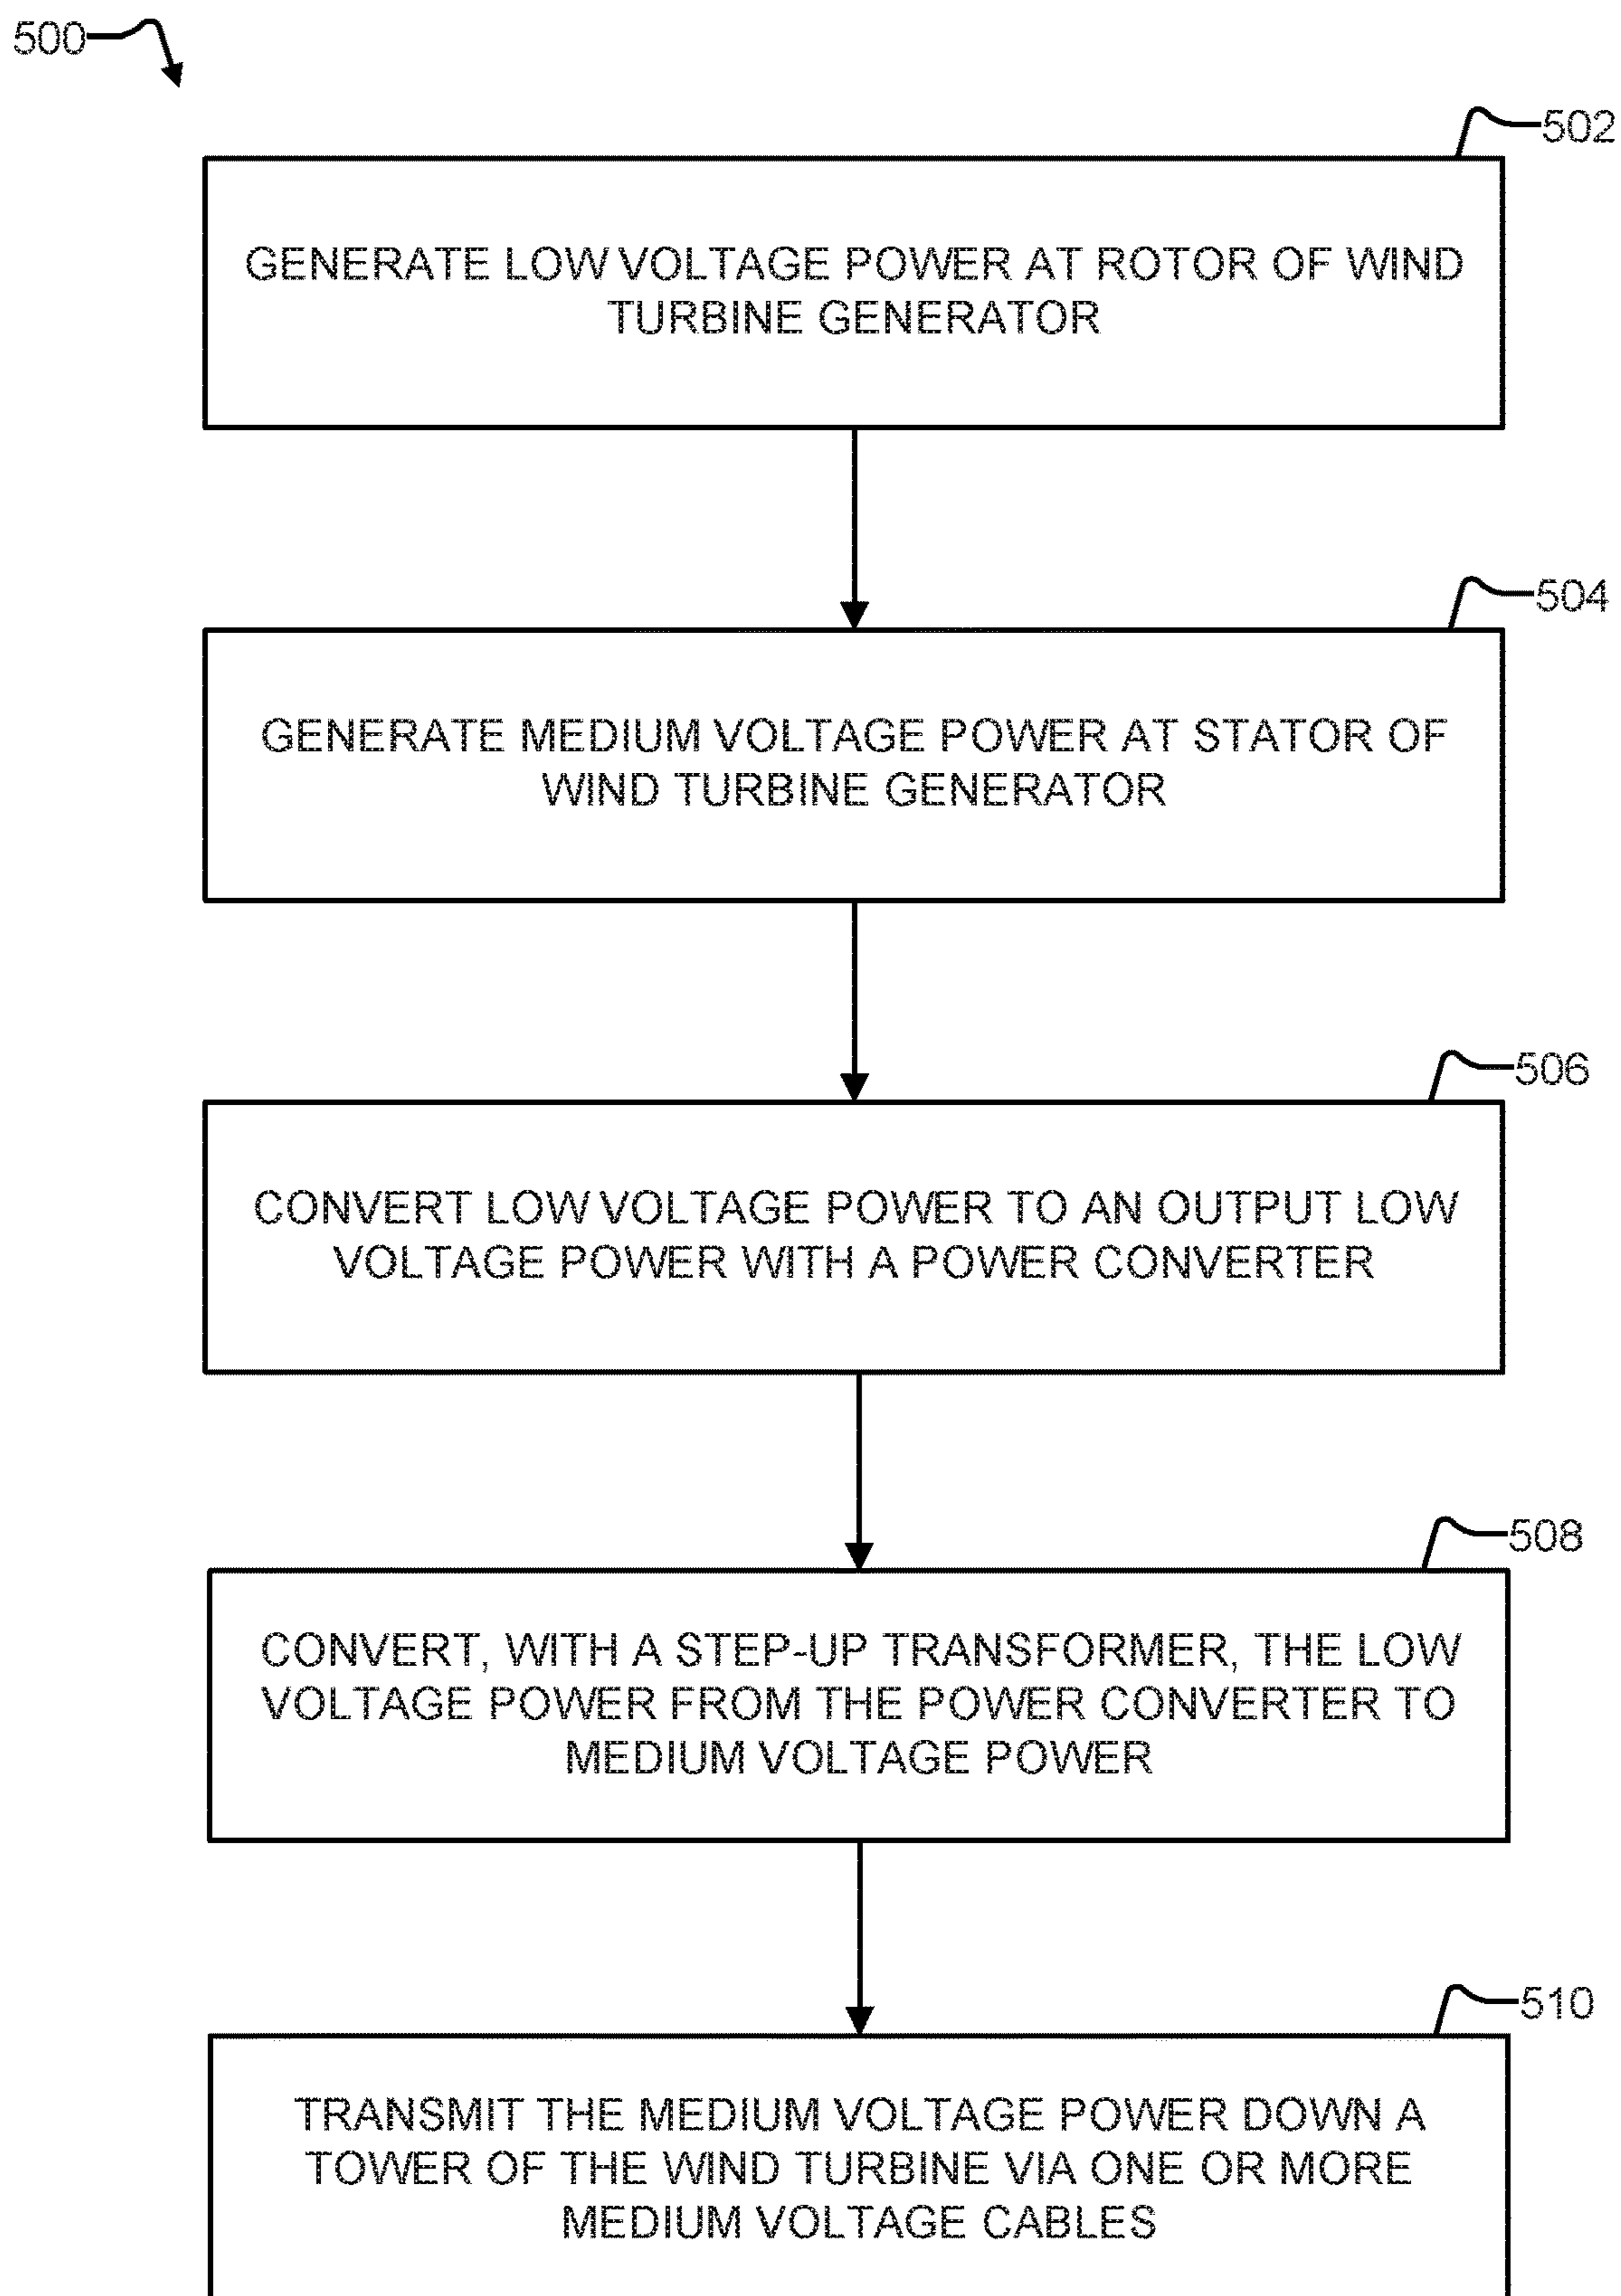 500
502
GENERATE LOW VOLTAGE POWER AT ROTOR OF WIND
TURBINE GENERATOR
504
GENERATE MEDIUM VOLTAGE POWER AT STATOR OF
WIND TURBINE GENERATOR
506
CONVERT LOW VOLTAGE POWER TO AN OUTPUT LOW
VOLTAGE POWER WITH A POWER CONVERTER
508
CONVERT, WITH A STEP-UP TRANSFORMER, THE LOW
VOLTAGE POWER FROM THE POWER CONVERTER TO
MEDIUM VOLTAGE POWER
510
TRANSMIT THE MEDIUM VOLTAGE POWER DOWN A
TOWER OF THE WIND TURBINE VIA ONE OR MORE
MEDIUM VOLTAGE CABLES